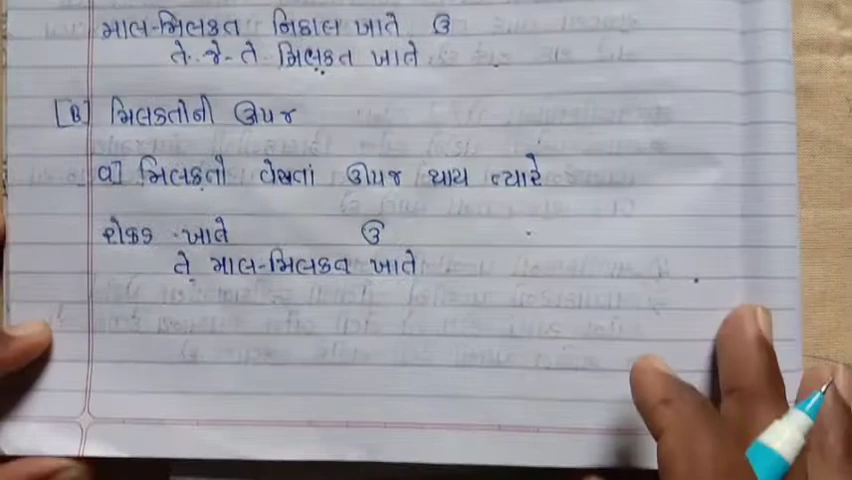 માલ-મિલકત નિકાલ ખાતે ઉ
તે જે-તે મિલકત ખાતે
[B] મિલકતોની ઊપજ
a] મિલકતો વેચતાં ઊપજ થાય ત્યારે
રોકડ ખાતે ઉ
તે માલ-મિલકત ખાતે